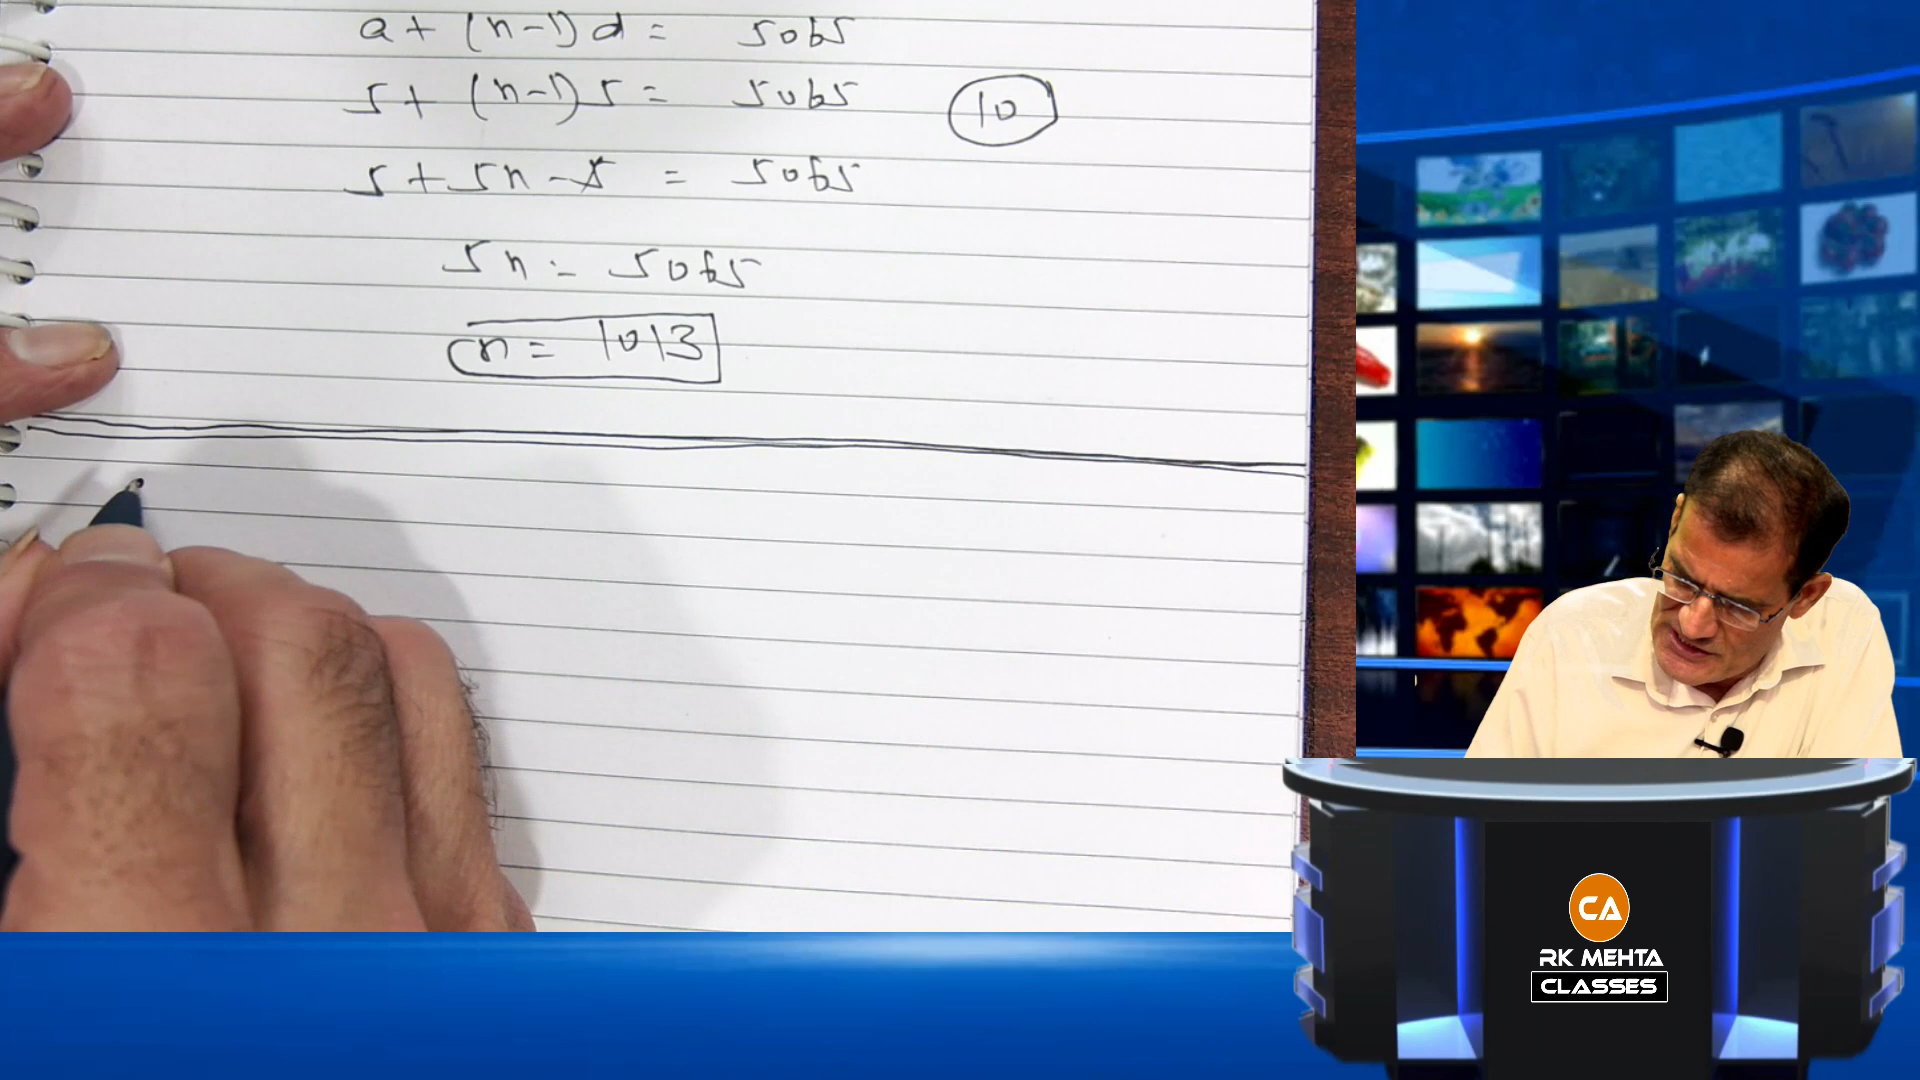 a + (n-1)d = 5065
5 + (n-1)5 = 5065
10
5 + 5n - 5 = 5065
5n = 5065
n = 1013
CA
RK MEHTA
CLASSES